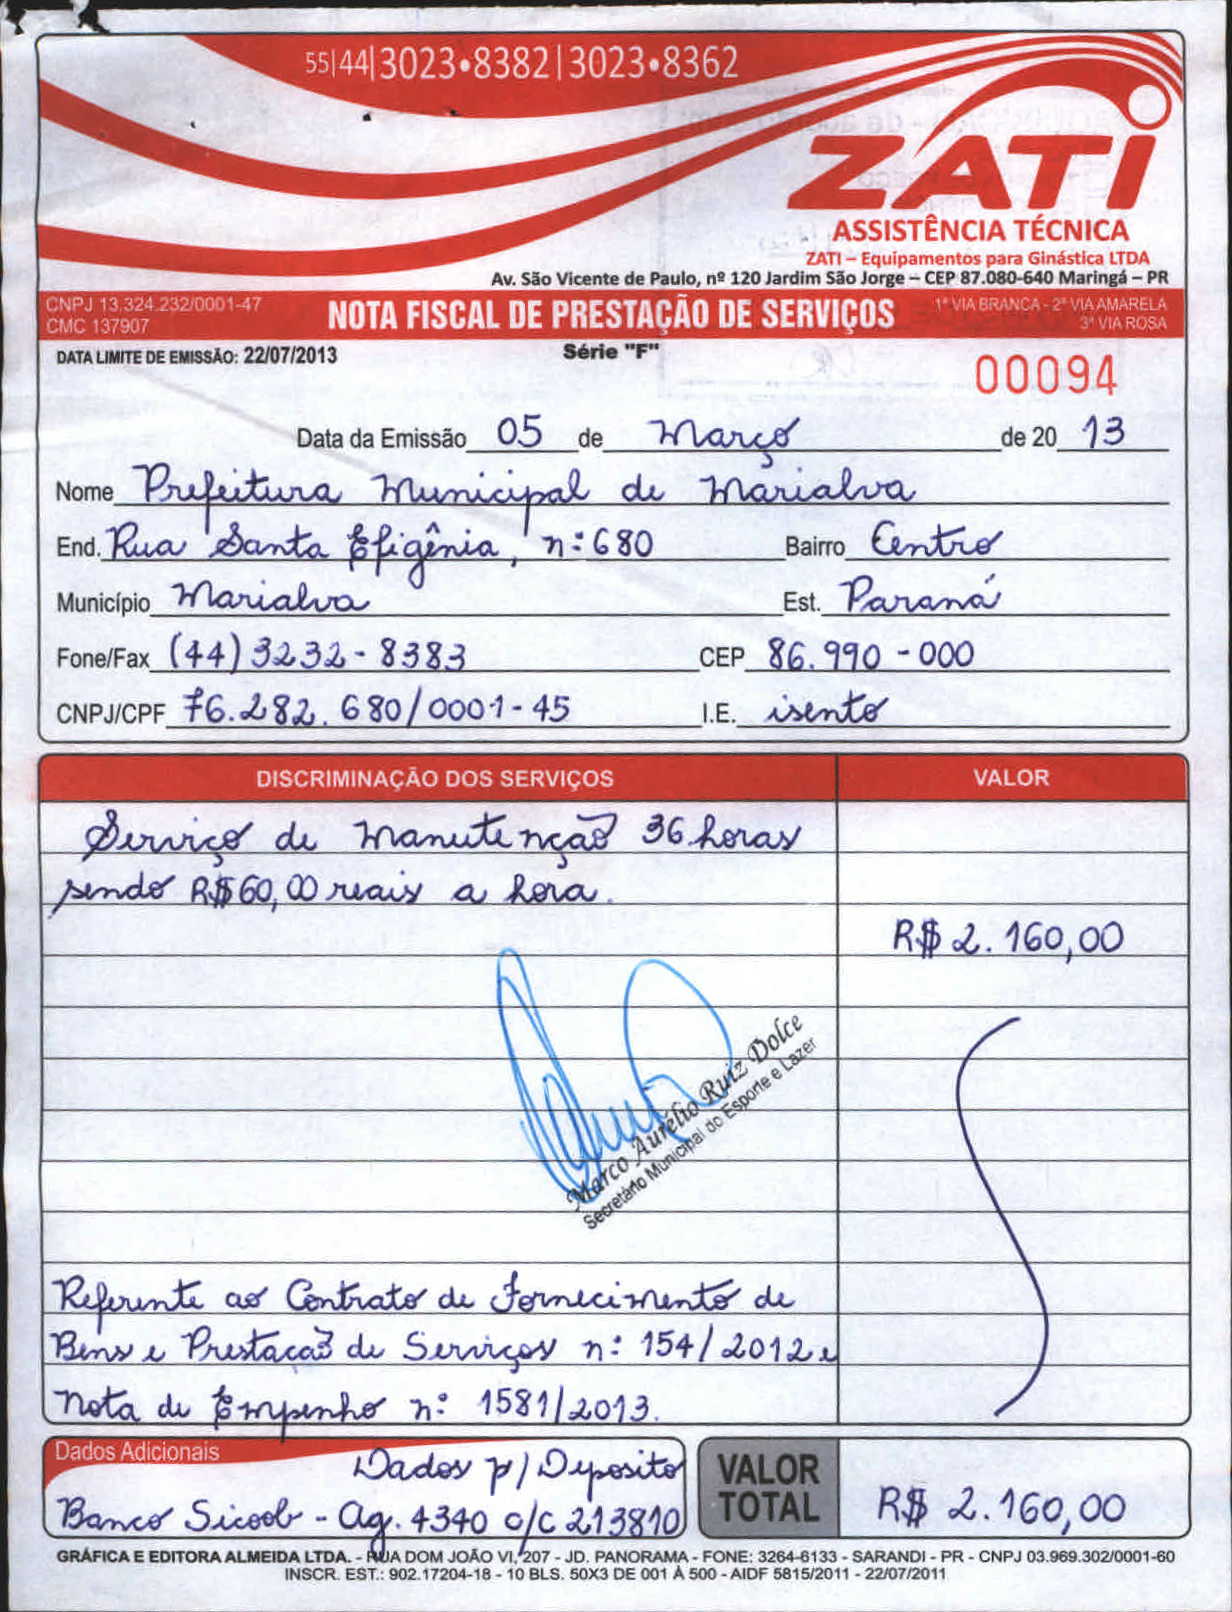 55|44|3023•8382|3023•8362
ZATI
ASSISTÊNCIA TÉCNICA
ZATI – Equipamentos para Ginástica LTDA
Av. São Vicente de Paulo, nº 120 Jardim São Jorge – CEP 87.080-640 Maringá – PR
CNPJ 13.324.232/0001-47
CMC 137907
NOTA FISCAL DE PRESTAÇÃO DE SERVIÇOS
1ª VIA BRANCA - 2ª VIA AMARELA
3ª VIA ROSA
DATA LIMITE DE EMISSÃO: 22/07/2013
Série "F"
00094
Data da Emissão 05 de Março de 20 13
Nome Prefeitura Municipal de Marialva
End. Rua Santa Efigênia, nº 680 Bairro Centro
Município Marialva Est. Paraná
Fone/Fax (44) 3232-8383 CEP 86.990-000
CNPJ/CPF 76.282.680/0001-45 I.E. isento
DISCRIMINAÇÃO DOS SERVIÇOS VALOR
Serviço de Manutenção 36 horas
sendo R$60,00 reais a hora.
R$ 2.160,00
Marco Aurélio Ruiz Dolce
Secretário Municipal do Esporte e Lazer
Referente ao Contrato de Fornecimento de
Bens e Prestação de Serviços nº 154/2012 e
Nota de Empenho nº 1581/2013.
Dados Adicionais
Dados p/ Deposito
Banco Sicoob - Ag. 4340 c/c 213810
VALOR TOTAL R$ 2.160,00
GRÁFICA E EDITORA ALMEIDA LTDA. - RUA DOM JOÃO VI, 207 - JD. PANORAMA - FONE: 3264-6133 - SARANDI - PR - CNPJ 03.969.302/0001-60
INSCR. EST.: 902.17204-18 - 10 BLS. 50X3 DE 001 À 500 - AIDF 5815/2011 - 22/07/2011